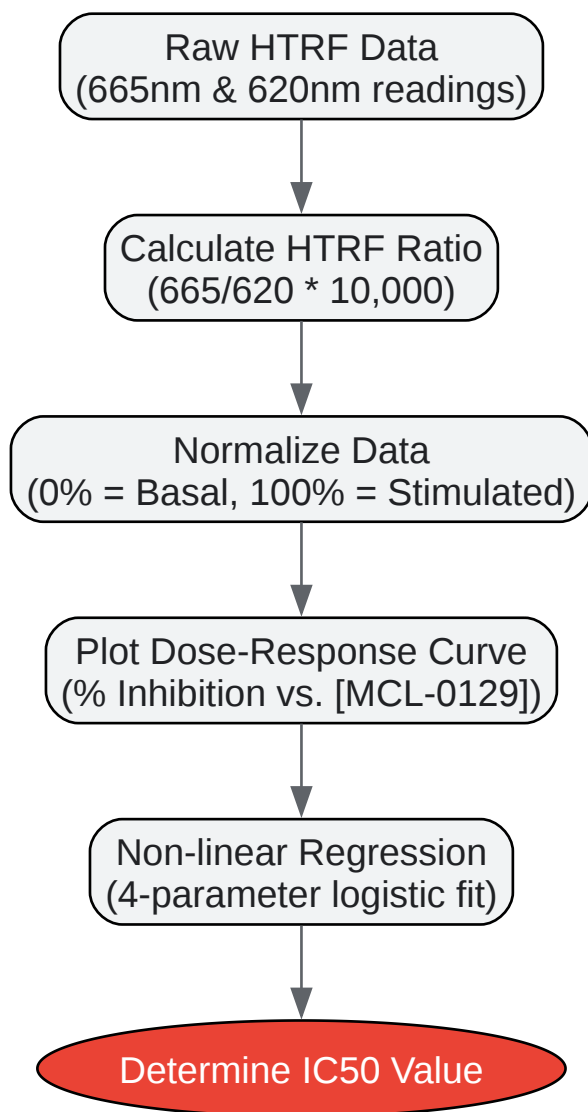 Raw HTRF Data
(665nm & 620nm readings)
Calculate HTRF Ratio
(665/620 * 10,000)
Normalize Data
(0% = Basal, 100% = Stimulated)
Plot Dose-Response Curve
(% Inhibition vs. [MCL-0129])
Non-linear Regression
(4-parameter logistic fit)
Determine IC50 Value